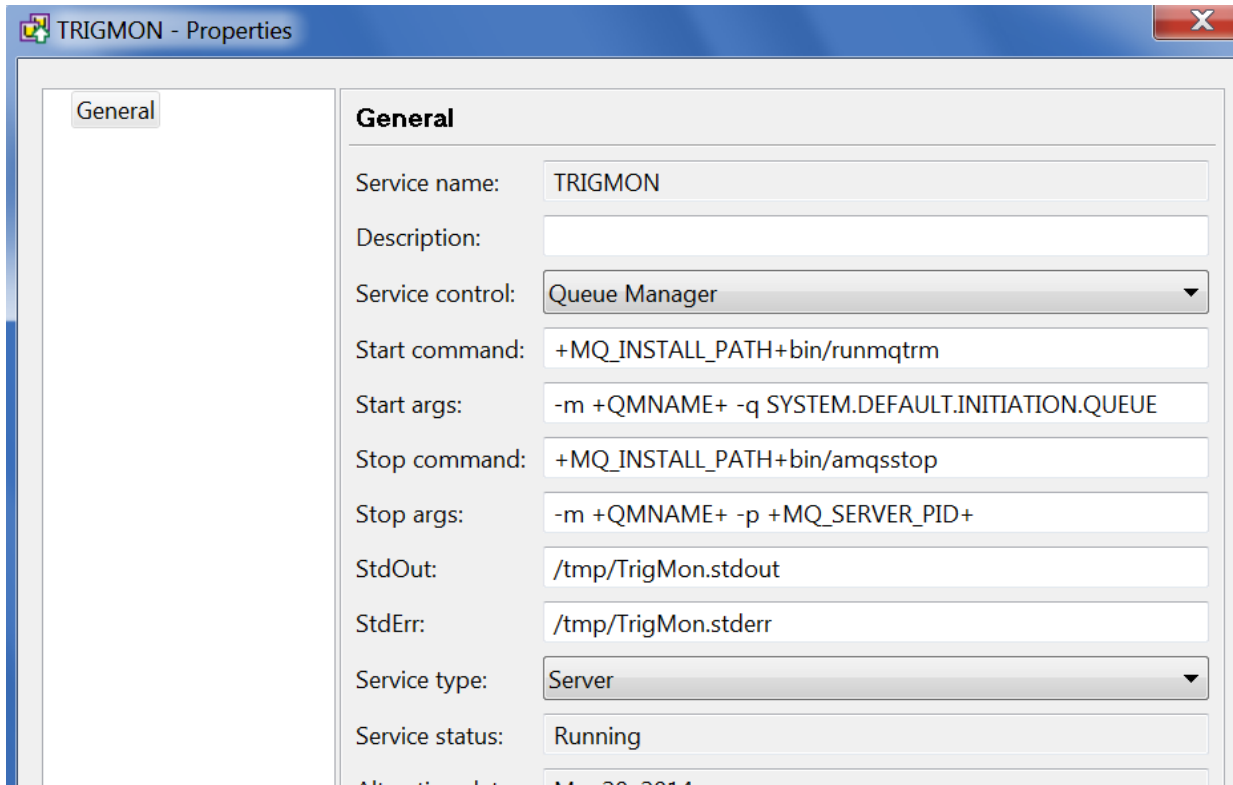 TRIGMON - Properties
General
General
Service name: TRIGMON
Description:
Service control: Queue Manager
Start command: +MQ_INSTALL_PATH+bin/runmqtrm
Start args: -m +QMNAME+ -q SYSTEM.DEFAULT.INITIATION.QUEUE
Stop command: +MQ_INSTALL_PATH+bin/amqsstop
Stop args: -m +QMNAME+ -p +MQ_SERVER_PID+
StdOut: /tmp/TrigMon.stdout
StdErr: /tmp/TrigMon.stderr
Service type: Server
Service status: Running